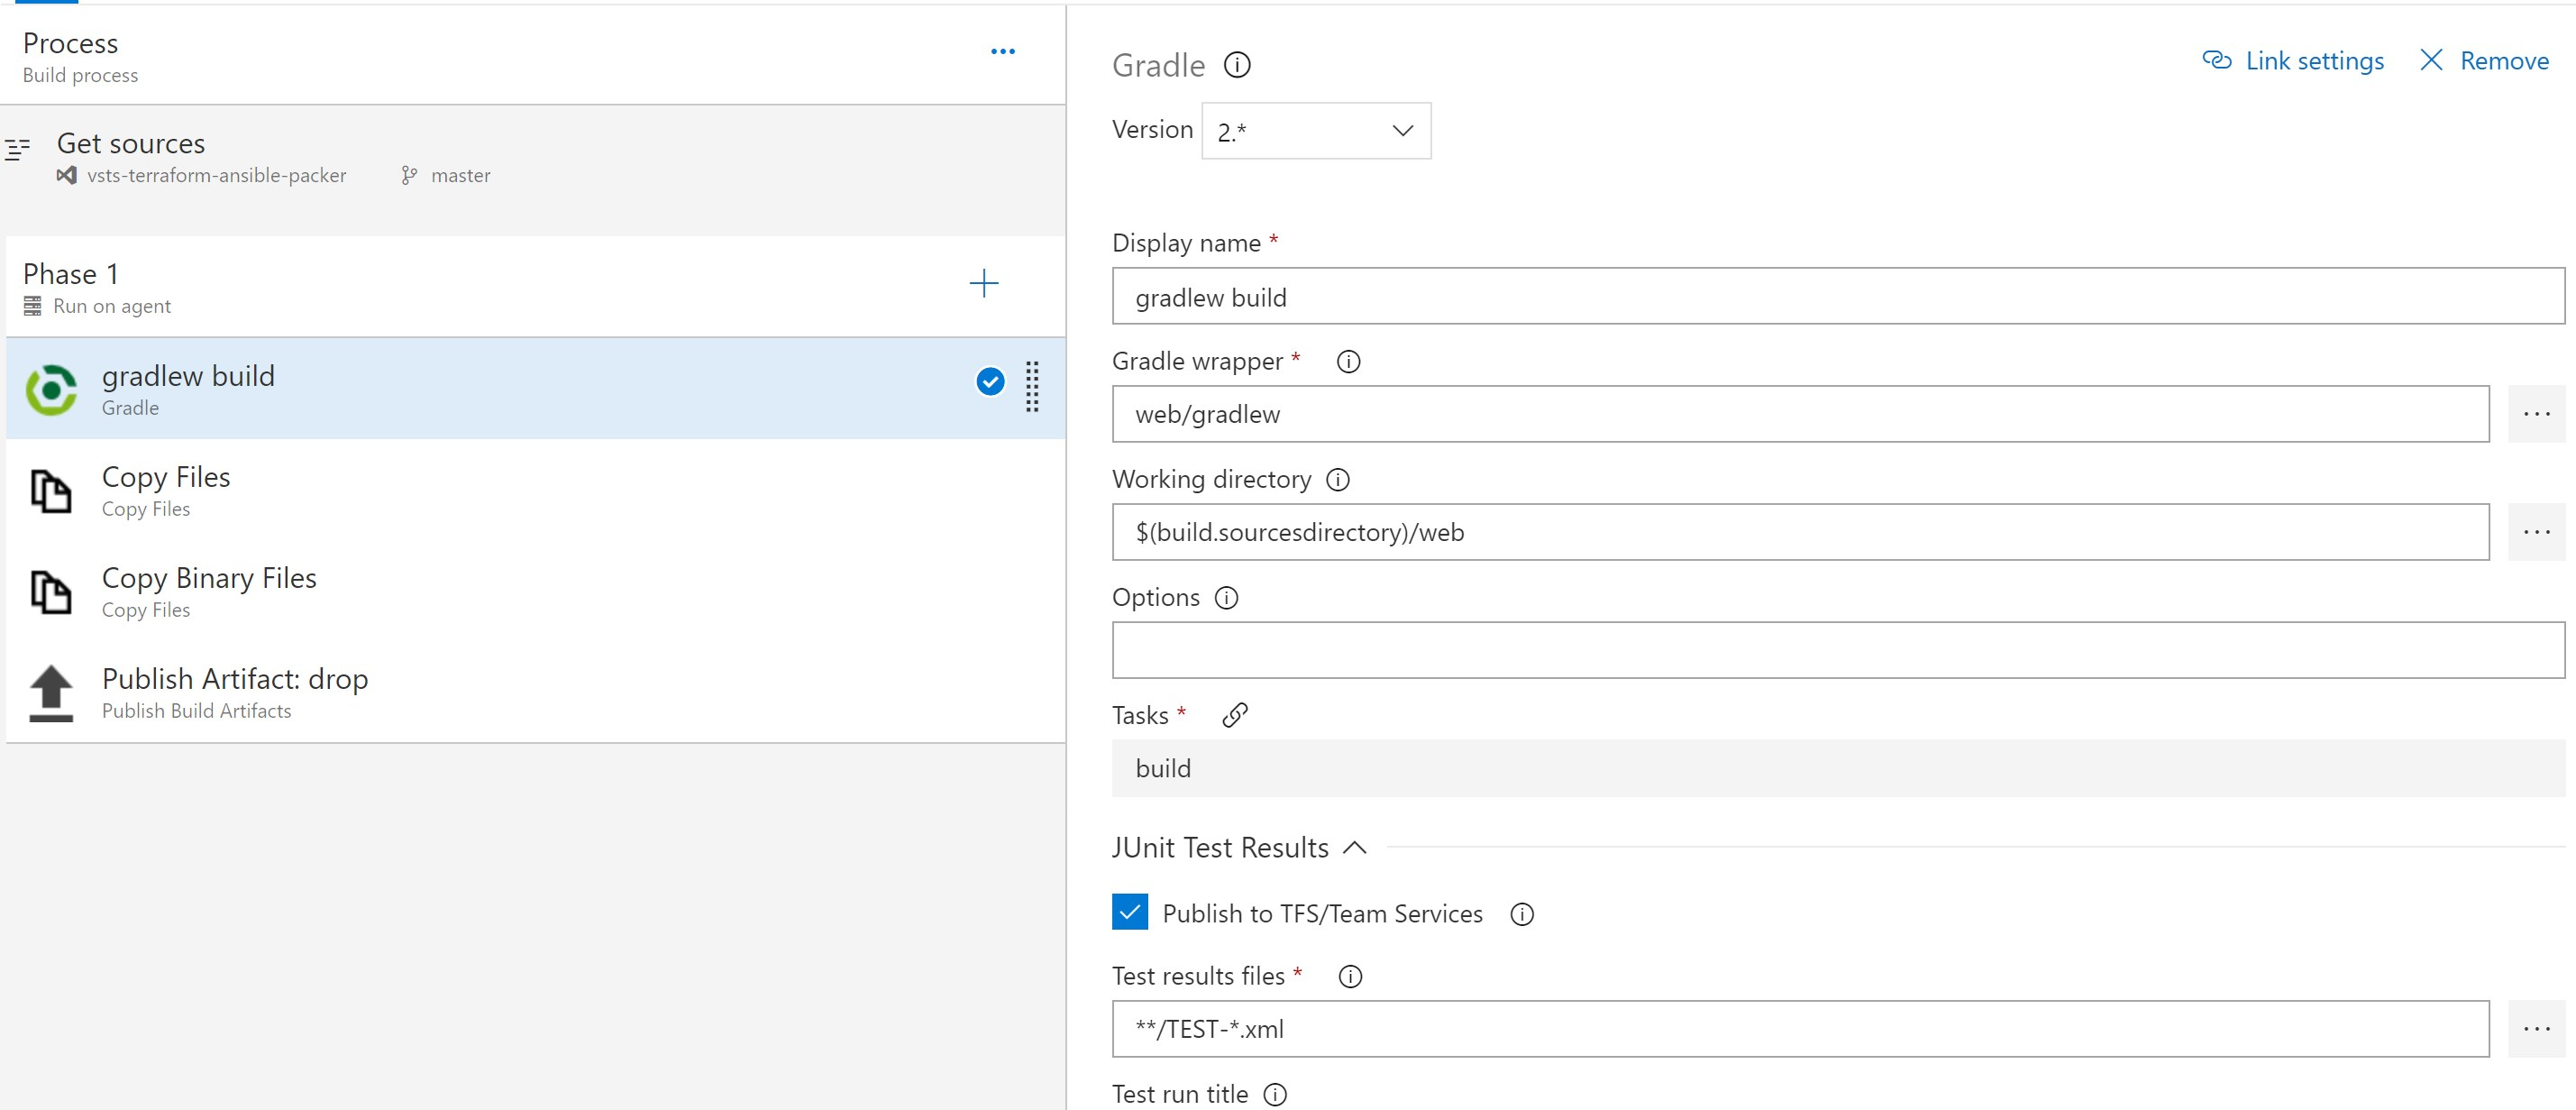 Process
Build process
Get sources
vsts-terraform-ansible-packer master
Phase 1
Run on agent
gradlew build
Gradle
Copy Files
Copy Files
Copy Binary Files
Copy Files
Publish Artifact: drop
Publish Build Artifacts
Gradle
Link settings
Remove
Version 2.*
Display name *
gradlew build
Gradle wrapper *
web/gradlew
Working directory
$(build.sourcesdirectory)/web
Options
Tasks *
build
JUnit Test Results
Publish to TFS/Team Services
Test results files *
**/TEST-*.xml
Test run title